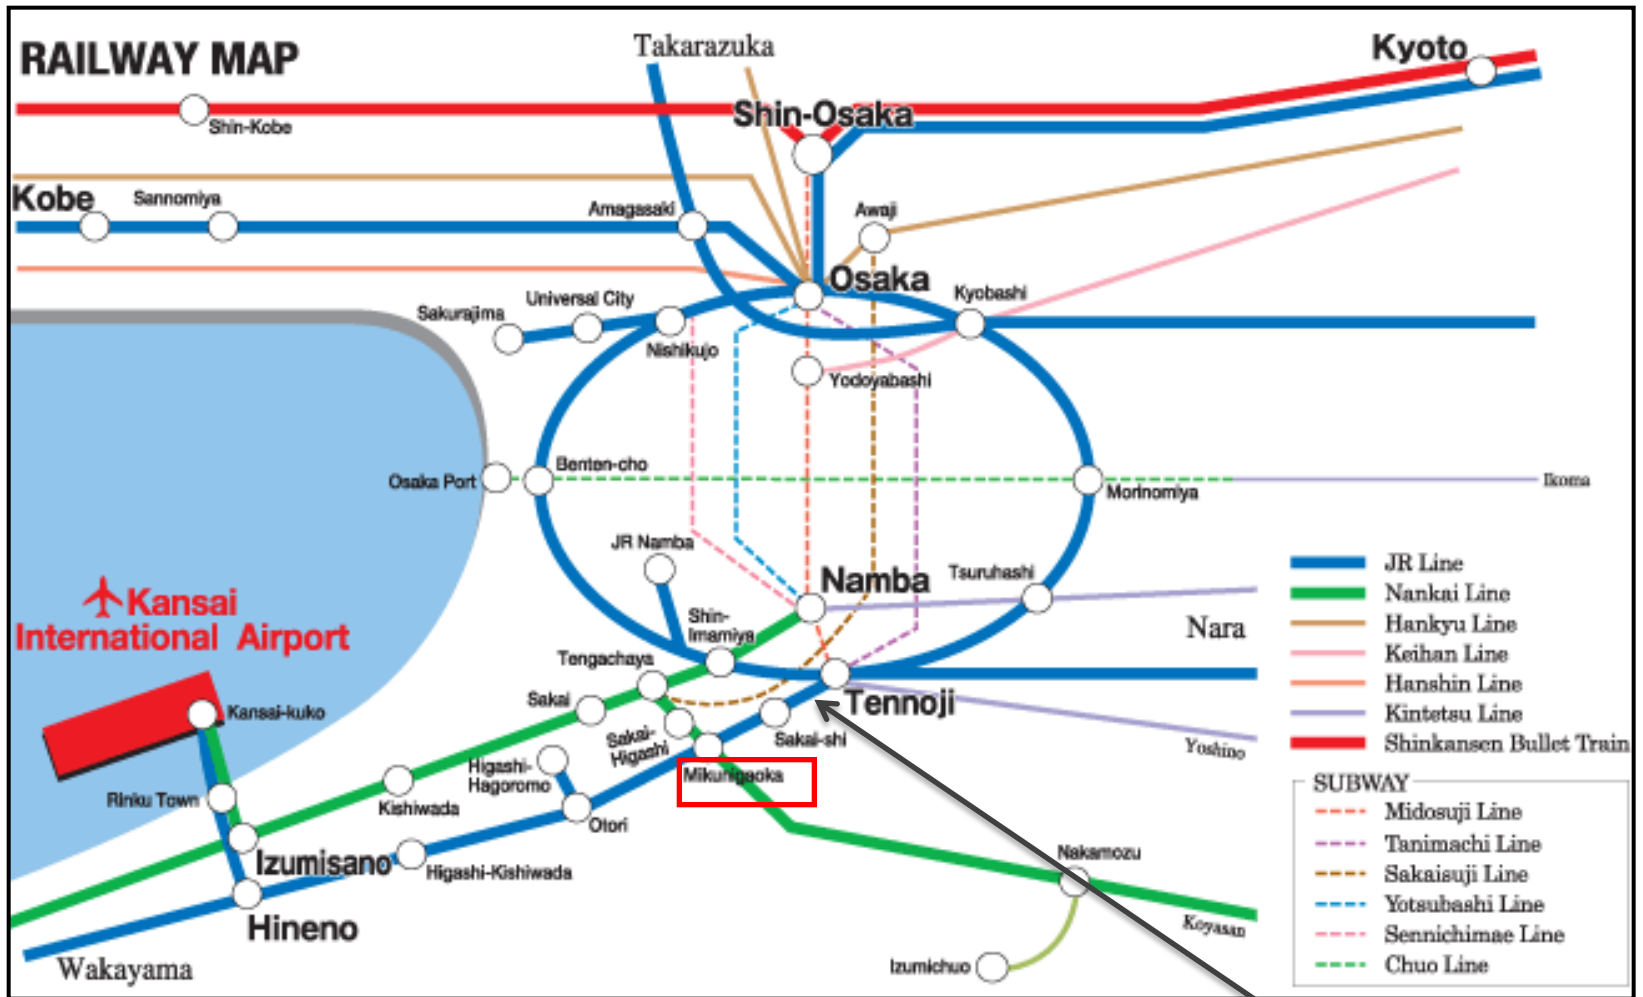 RAILWAY MAP
Takarazuka
Kyoto
Shin-Kobe
Shin-Osaka
Kobe
Sannomiya
Amagasaki
Awaji
Osaka
Kyobashi
Universal City
Sakurajima
Nishikujo
Yodoyabashi
Benten-cho
Osaka Port
Morinomiya
Ikoma
JR Namba
Namba
Tsuruhashi
JR Line
Nankai Line
Hankyu Line
Keihan Line
Hanshin Line
Kintetsu Line
Shinkansen Bullet Train
Kansai
International Airport
Shin-
Imamiya
Nara
Tengachaya
Sakai
Tennoji
Kansai-kuko
Sakai-
Higashi
Sakai-shi
Yoshino
Higashi-
Hagoromo
Mikunigaoka
Rinku Town
Kishiwada
Otori
Izumisano
Higashi-Kishiwada
Nakamozu
Hineno
Koyasan
Wakayama
Izumichuo
SUBWAY
Midosuji Line
Tanimachi Line
Sakaisuji Line
Yotsubashi Line
Sennichimae Line
Chuo Line